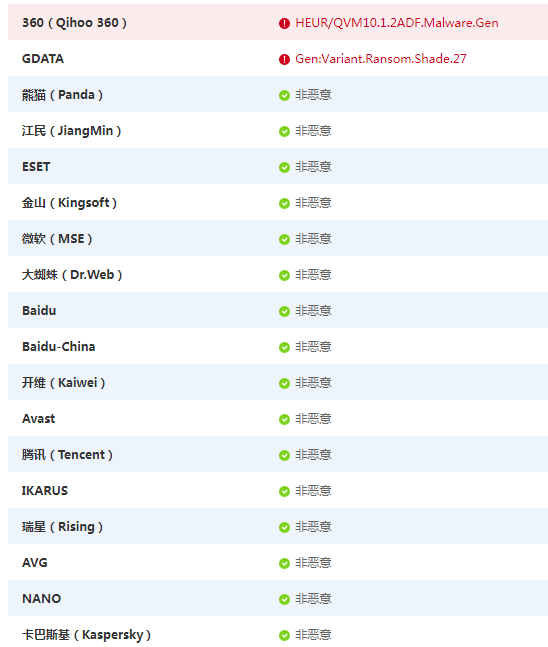 360（Qihoo 360） HEUR/QVM10.1.2ADF.Malware.Gen
GDATA Gen:Variant.Ransom.Shade.27
熊猫（Panda） 非恶意
江民（JiangMin） 非恶意
ESET 非恶意
金山（Kingsoft） 非恶意
微软（MSE） 非恶意
大蜘蛛（Dr.Web） 非恶意
Baidu 非恶意
Baidu-China 非恶意
开维（Kaiwei） 非恶意
Avast 非恶意
腾讯（Tencent） 非恶意
IKARUS 非恶意
瑞星（Rising） 非恶意
AVG 非恶意
NANO 非恶意
卡巴斯基（Kaspersky） 非恶意